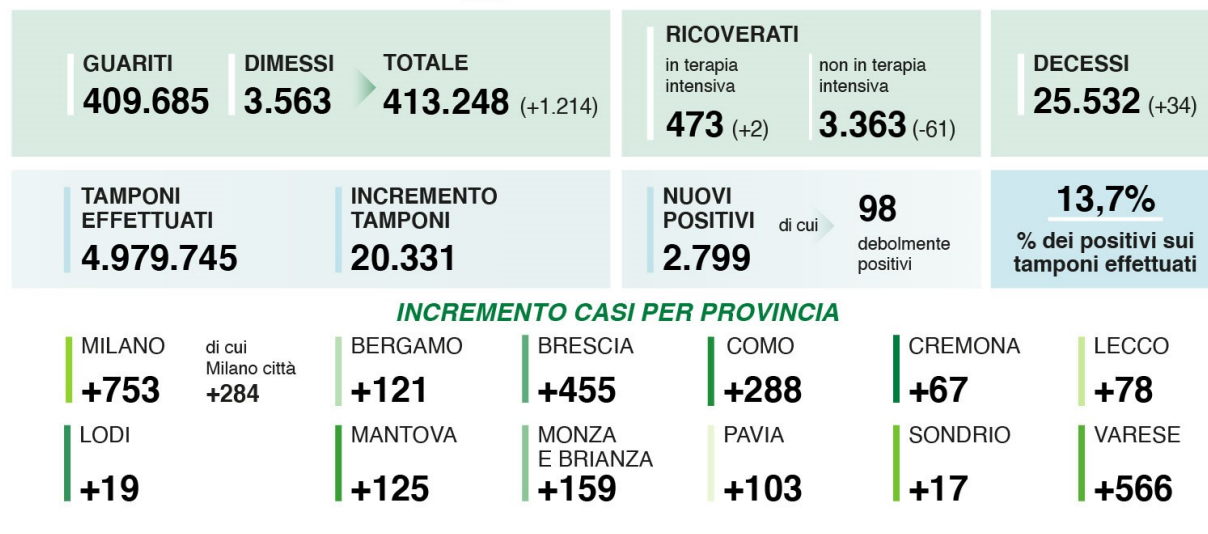 GUARITI
409.685
DIMESSI
3.563
TOTALE
413.248 (+1.214)
RICOVERATI
in terapia
intensiva
473 (+2)
non in terapia
intensiva
3.363 (-61)
DECESSI
25.532 (+34)
TAMPONI
EFFETTUATI
4.979.745
INCREMENTO
TAMPONI
20.331
NUOVI
POSITIVI
2.799
di cui
98
debolmente
positivi
13,7%
% dei positivi sui
tamponi effettuati
INCREMENTO CASI PER PROVINCIA
MILANO
+753
di cui
Milano città
+284
BERGAMO
+121
BRESCIA
+455
COMO
+288
CREMONA
+67
LECCO
+78
LODI
+19
MANTOVA
+125
MONZA
E BRIANZA
+159
PAVIA
+103
SONDRIO
+17
VARESE
+566